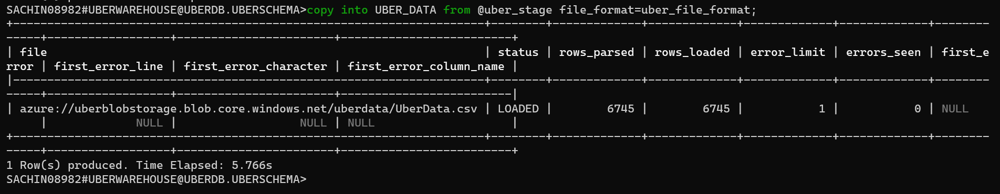 SACHIN08982#UBERWAREHOUSE@UBERDB.UBERSCHEMA>copy into UBER_DATA from @uber_stage file_format=uber_file_format;
+---------------------------------------------------------------------+--------+-------------+-------------+-------------+-------------+--------
-----+------------------+-----------------------+-------------------------+
| file                                                                | status | rows_parsed | rows_loaded | error_limit | errors_seen | first_e
rror | first_error_line | first_error_character | first_error_column_name |
|---------------------------------------------------------------------+--------+-------------+-------------+-------------+-------------+--------
-----+------------------+-----------------------+-------------------------|
| azure://uberblobstorage.blob.core.windows.net/uberdata/UberData.csv | LOADED |        6745 |        6745 |           1 |           0 | NULL
     |             NULL |                  NULL | NULL                    |
+---------------------------------------------------------------------+--------+-------------+-------------+-------------+-------------+--------
-----+------------------+-----------------------+-------------------------+
1 Row(s) produced. Time Elapsed: 5.766s
SACHIN08982#UBERWAREHOUSE@UBERDB.UBERSCHEMA>